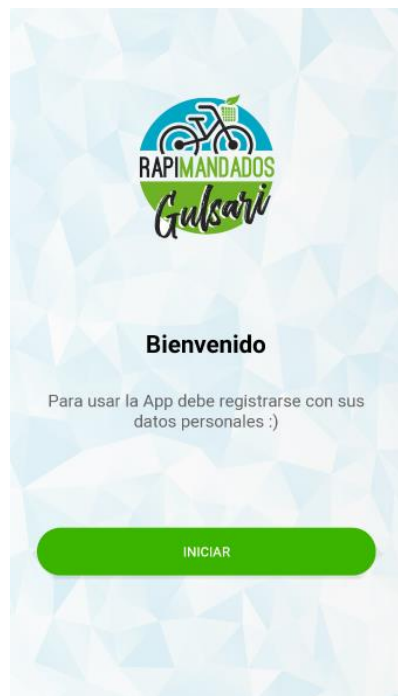 RAPIMANDADOS
Gulsari
Bienvenido
Para usar la App debe registrarse con sus
datos personales :)
INICIAR